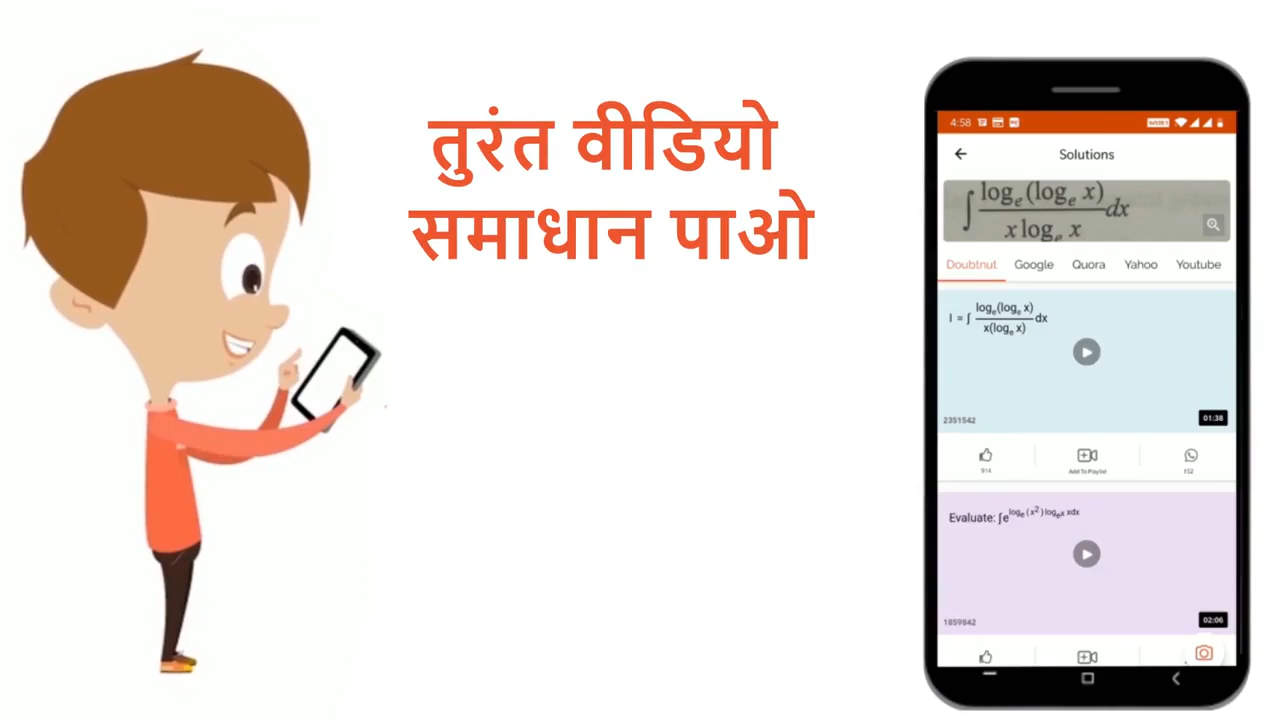 तुरंत वीडियो
समाधान पाओ
4:58
Solutions
∫ logₑ(logₑ x) / x logₑ x dx
Doubtnut Google Quora Yahoo Youtube
I = ∫ logₑ(logₑ x) / x(logₑ x) dx
2351542
01:38
914
Add To Playlist
152
Evaluate: ∫e^logₑ(x²)logₑx xdx
1859842
02:06